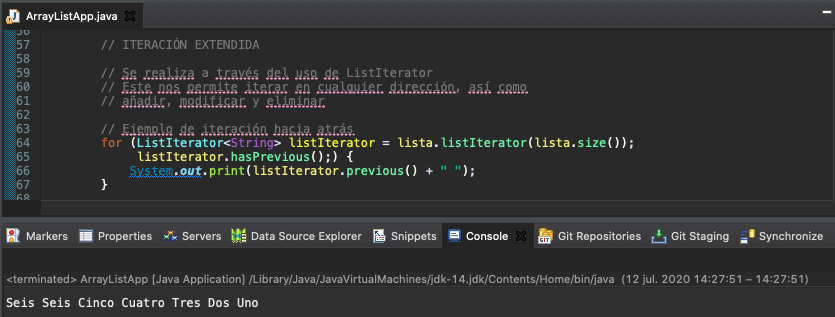 ArrayListApp.java
56
57 // ITERACIÓN EXTENDIDA
58
59 // Se realiza a través del uso de ListIterator
60 // Este nos permite iterar en cualquier dirección, así como
61 // añadir, modificar y eliminar
62
63 // Ejemplo de iteración hacia atrás
64 for (ListIterator<String> listIterator = lista.listIterator(lista.size());
65 listIterator.hasPrevious();) {
66 System.out.print(listIterator.previous() + " ");
67 }
68
Markers Properties Servers Data Source Explorer Snippets Console Git Repositories Git Staging Synchronize
<terminated> ArrayListApp [Java Application] /Library/Java/JavaVirtualMachines/jdk-14.jdk/Contents/Home/bin/java (12 jul. 2020 14:27:51 – 14:27:51)
Seis Seis Cinco Cuatro Tres Dos Uno